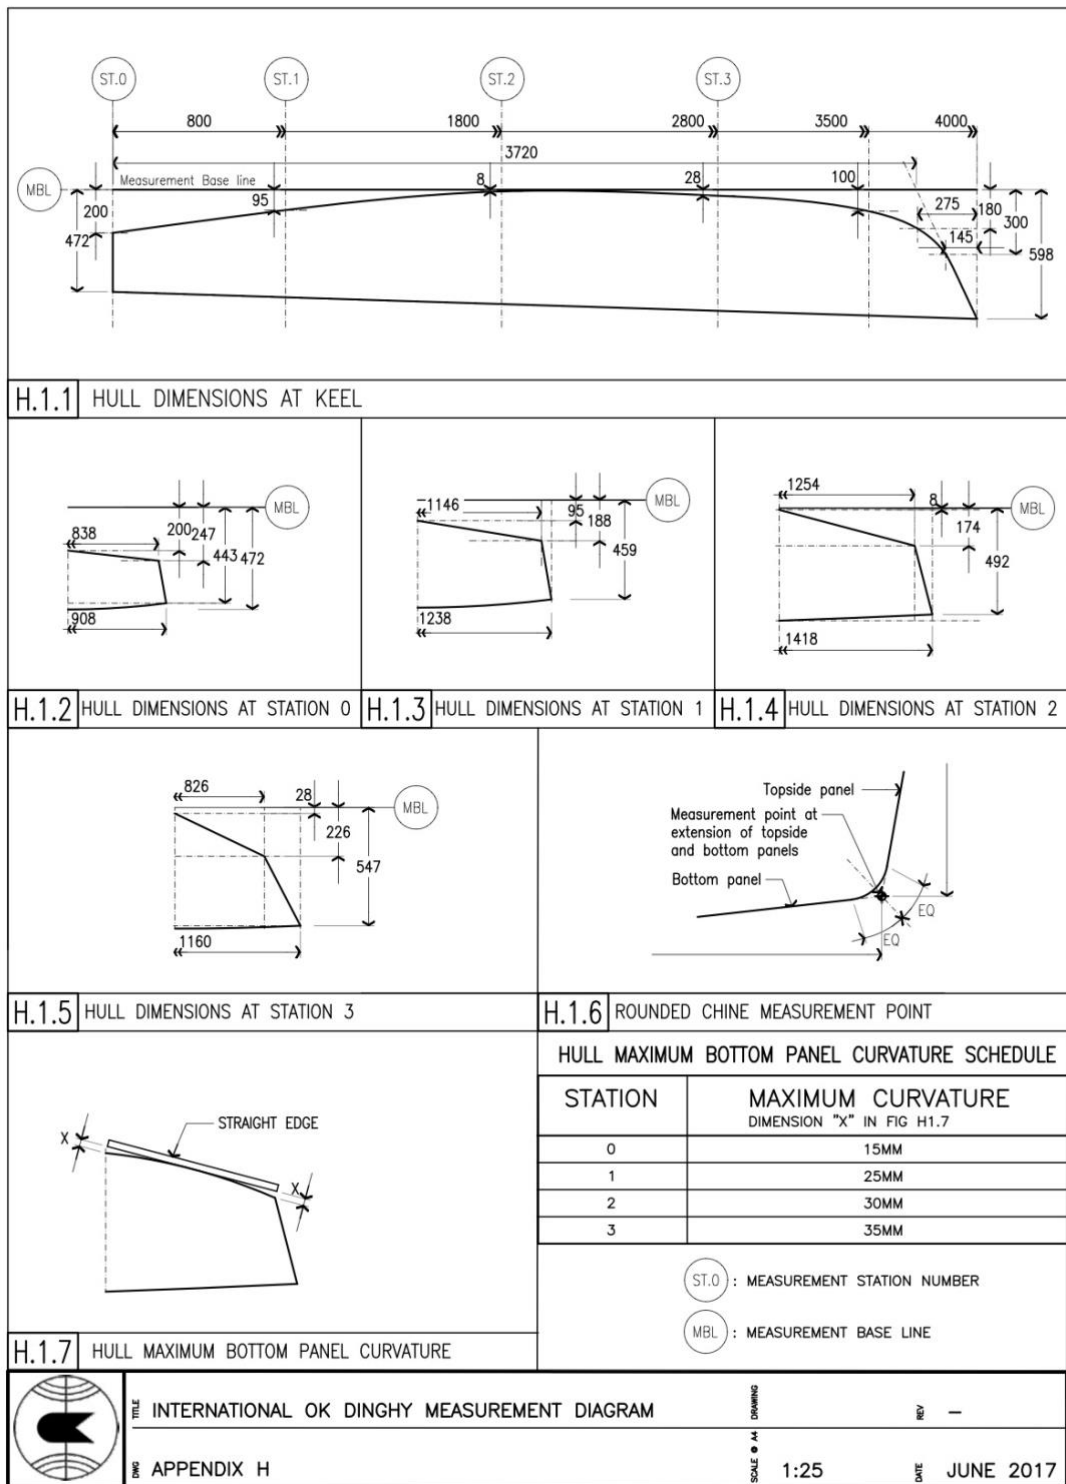 ST.0 ST.1 ST.2 ST.3
800 1800 2800 3500 4000
3720
MBL Measurement Base line
95 8 28 100
200 275 180
300
472 145 598
H.1.1 HULL DIMENSIONS AT KEEL
MBL
838 200 247
443 472
908
H.1.2 HULL DIMENSIONS AT STATION 0
MBL
1146 95 188
459
1238
H.1.3 HULL DIMENSIONS AT STATION 1
1254 8 MBL
174
492
1418
H.1.4 HULL DIMENSIONS AT STATION 2
826 28 MBL
226
547
1160
H.1.5 HULL DIMENSIONS AT STATION 3
Topside panel
Measurement point at
extension of topside
and bottom panels
Bottom panel
EQ
EQ
H.1.6 ROUNDED CHINE MEASUREMENT POINT
STRAIGHT EDGE
X
X
H.1.7 HULL MAXIMUM BOTTOM PANEL CURVATURE
HULL MAXIMUM BOTTOM PANEL CURVATURE SCHEDULE
STATION MAXIMUM CURVATURE
DIMENSION "X" IN FIG H1.7
0 15MM
1 25MM
2 30MM
3 35MM
ST.0 : MEASUREMENT STATION NUMBER
MBL : MEASUREMENT BASE LINE
TITLE INTERNATIONAL OK DINGHY MEASUREMENT DIAGRAM DRAWING REV –
DWG APPENDIX H SCALE @ A4 1:25 DATE JUNE 2017